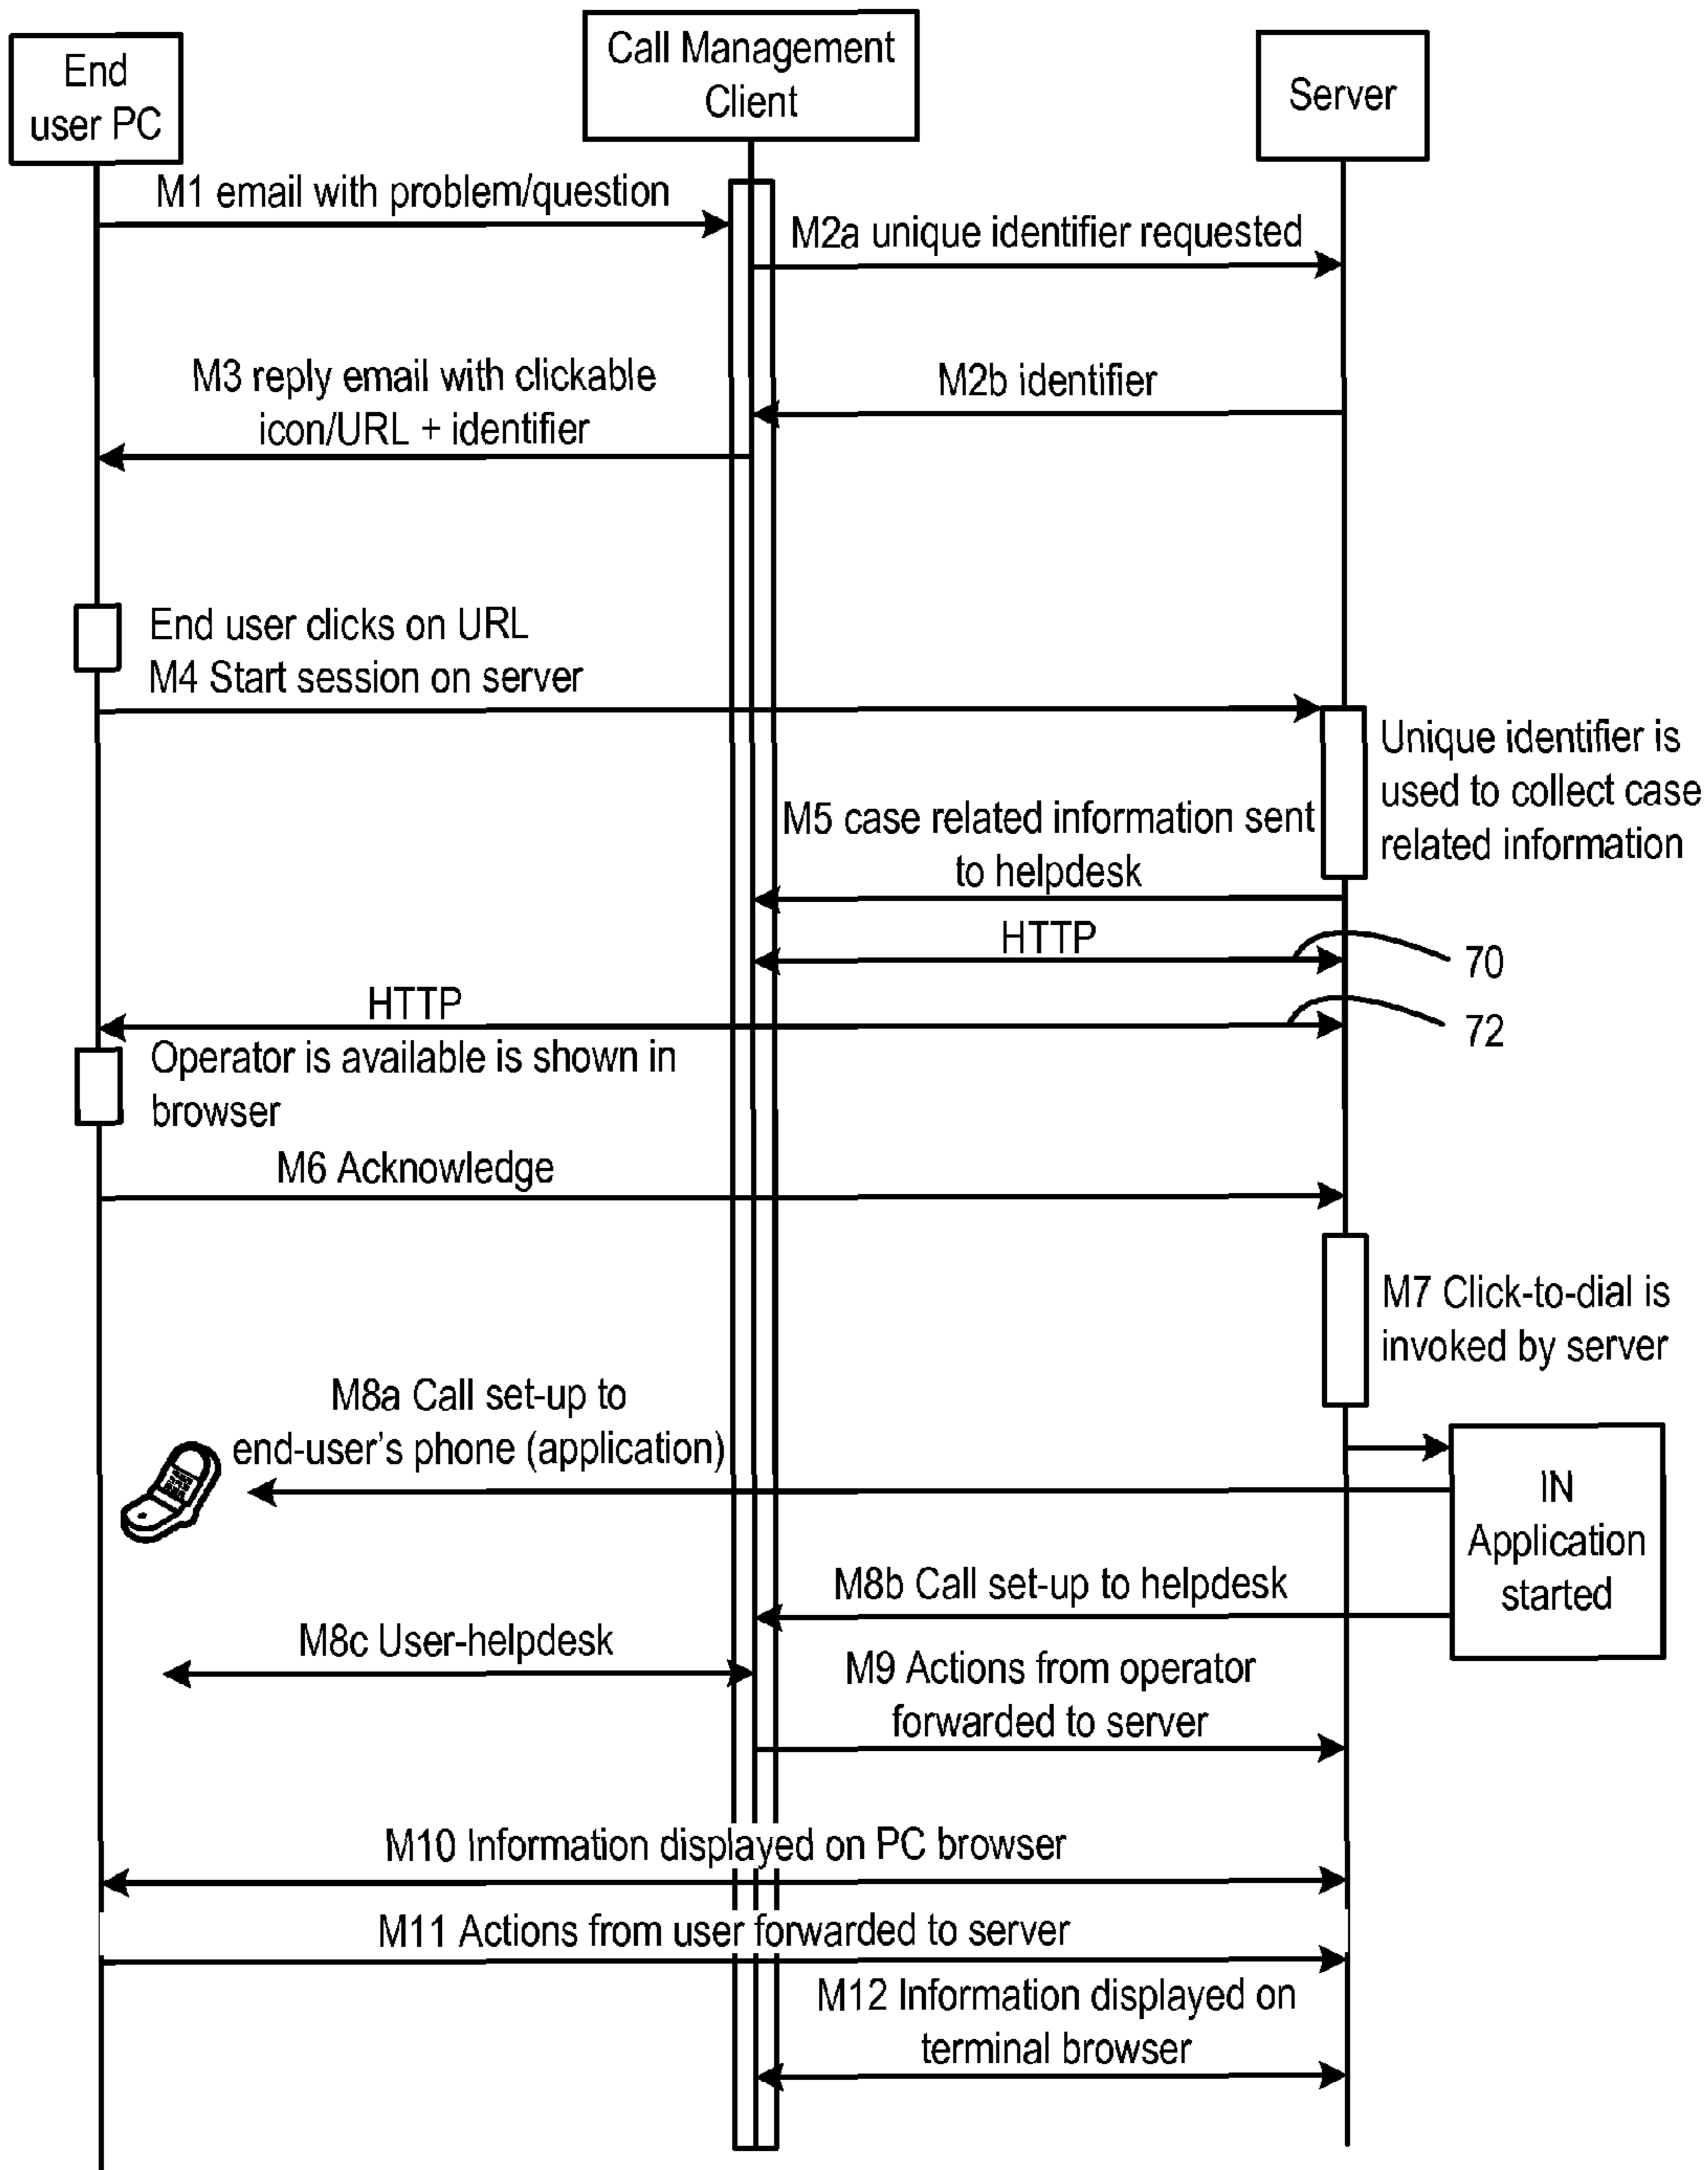 End
user PC
Call Management
Client
Server
M1 email with problem/question
M2a unique identifier requested
M3 reply email with clickable
icon/URL + identifier
M2b identifier
End user clicks on URL
M4 Start session on server
Unique identifier is
used to collect case
related information
M5 case related information sent
to helpdesk
HTTP
70
HTTP
72
Operator is available is shown in
browser
M6 Acknowledge
M7 Click-to-dial is
invoked by server
M8a Call set-up to
end-user's phone (application)
IN
Application
started
M8b Call set-up to helpdesk
M8c User-helpdesk
M9 Actions from operator
forwarded to server
M10 Information displayed on PC browser
M11 Actions from user forwarded to server
M12 Information displayed on
terminal browser